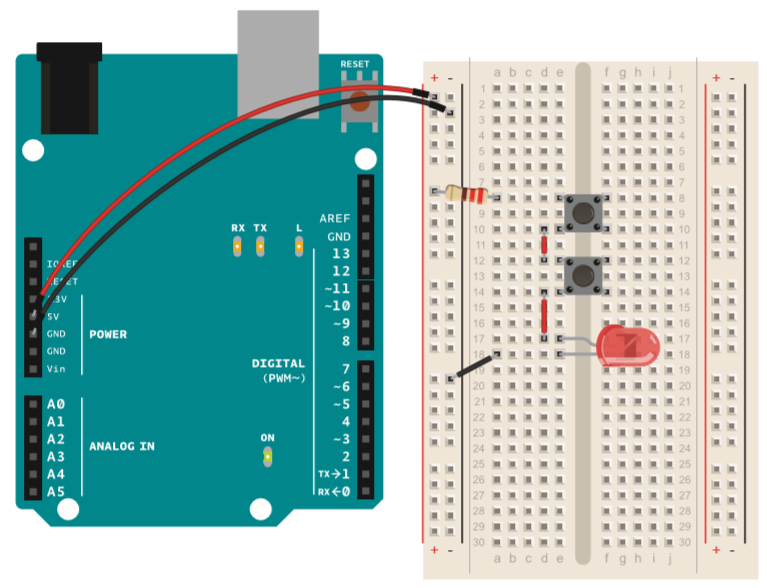 RESET
AREF
GND
RX TX L
13
12
~11
~10
~9
8
IOREF
RESET
5V
GND
GND
Vin
POWER
DIGITAL
(PWM~)
7
~6
~5
4
~3
2
TX→1
RX←0
A0
A1
A2
A3
A4
A5
ANALOG IN
ON
+ - a b c d e f g h i j + -
1 1
2 2
3 3
4 4
5 5
6 6
7 7
8 8
9 9
10 10
11 11
12 12
13 13
14 14
15 15
16 16
17 17
18 18
19 19
20 20
21 21
22 22
23 23
24 24
25 25
26 26
27 27
28 28
29 29
30 30
+ - a b c d e f g h i j + -